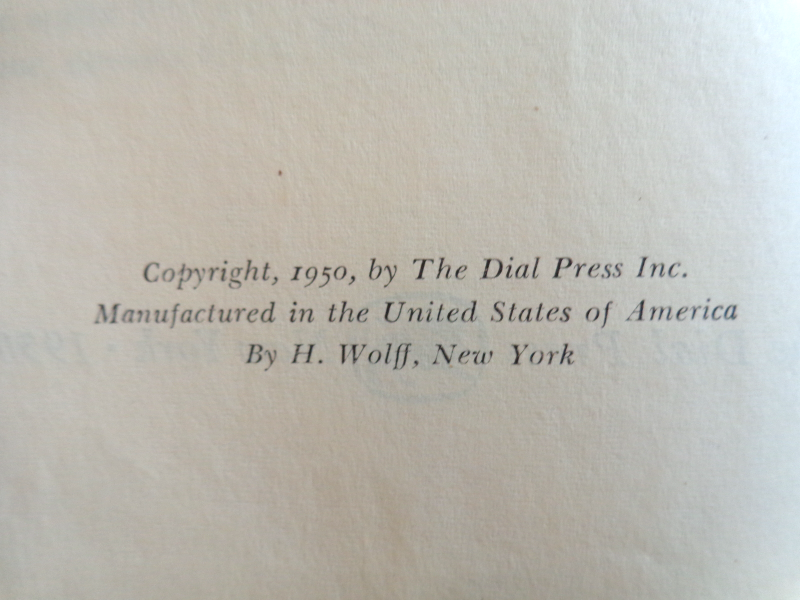 Copyright, 1950, by The Dial Press Inc.
Manufactured in the United States of America
By H. Wolff, New York